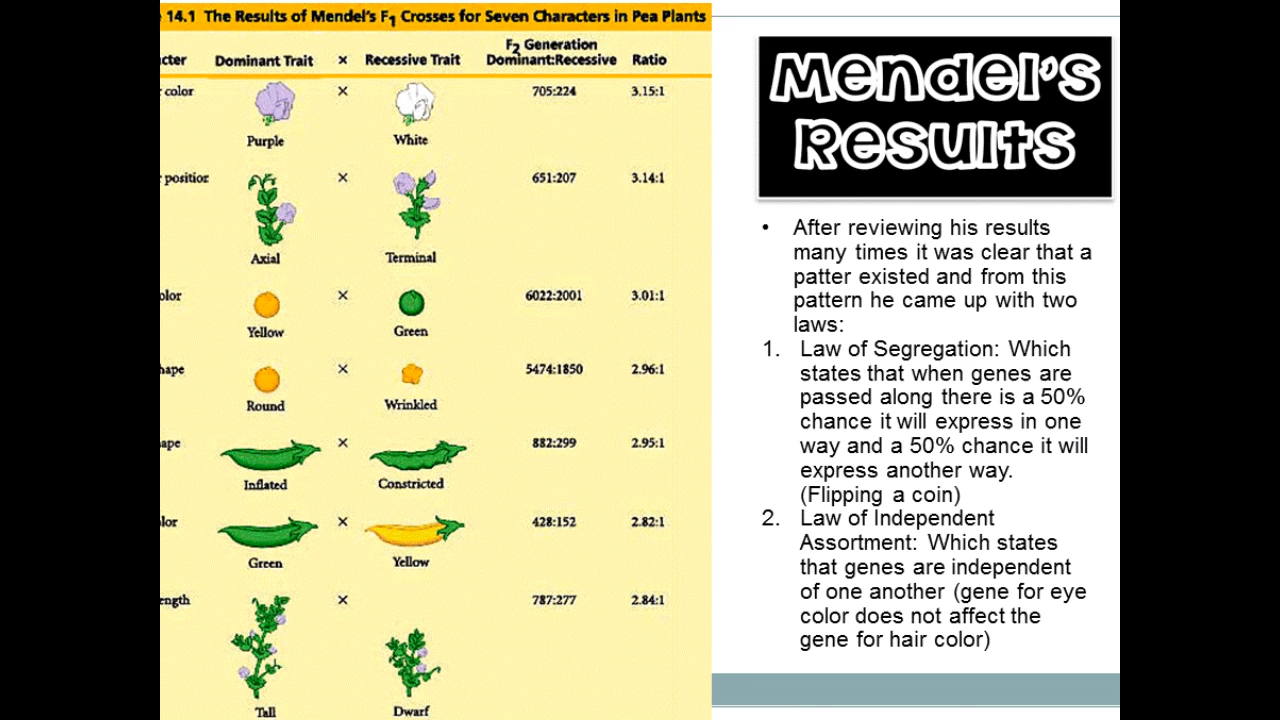 14.1 The Results of Mendel's F1 Crosses for Seven Characters in Pea Plants
F2 Generation
cter Dominant Trait × Recessive Trait Dominant:Recessive Ratio
color × 705:224 3.15:1
Purple White
position × 651:207 3.14:1
Axial Terminal
olor × 6022:2001 3.01:1
Yellow Green
hape × 5474:1850 2.96:1
Round Wrinkled
ape × 882:299 2.95:1
Inflated Constricted
lor × 428:152 2.82:1
Green Yellow
ength × 787:277 2.84:1
Tall Dwarf
Mendel's
Results
• After reviewing his results
many times it was clear that a
patter existed and from this
pattern he came up with two
laws:
1. Law of Segregation: Which
states that when genes are
passed along there is a 50%
chance it will express in one
way and a 50% chance it will
express another way.
(Flipping a coin)
2. Law of Independent
Assortment: Which states
that genes are independent
of one another (gene for eye
color does not affect the
gene for hair color)